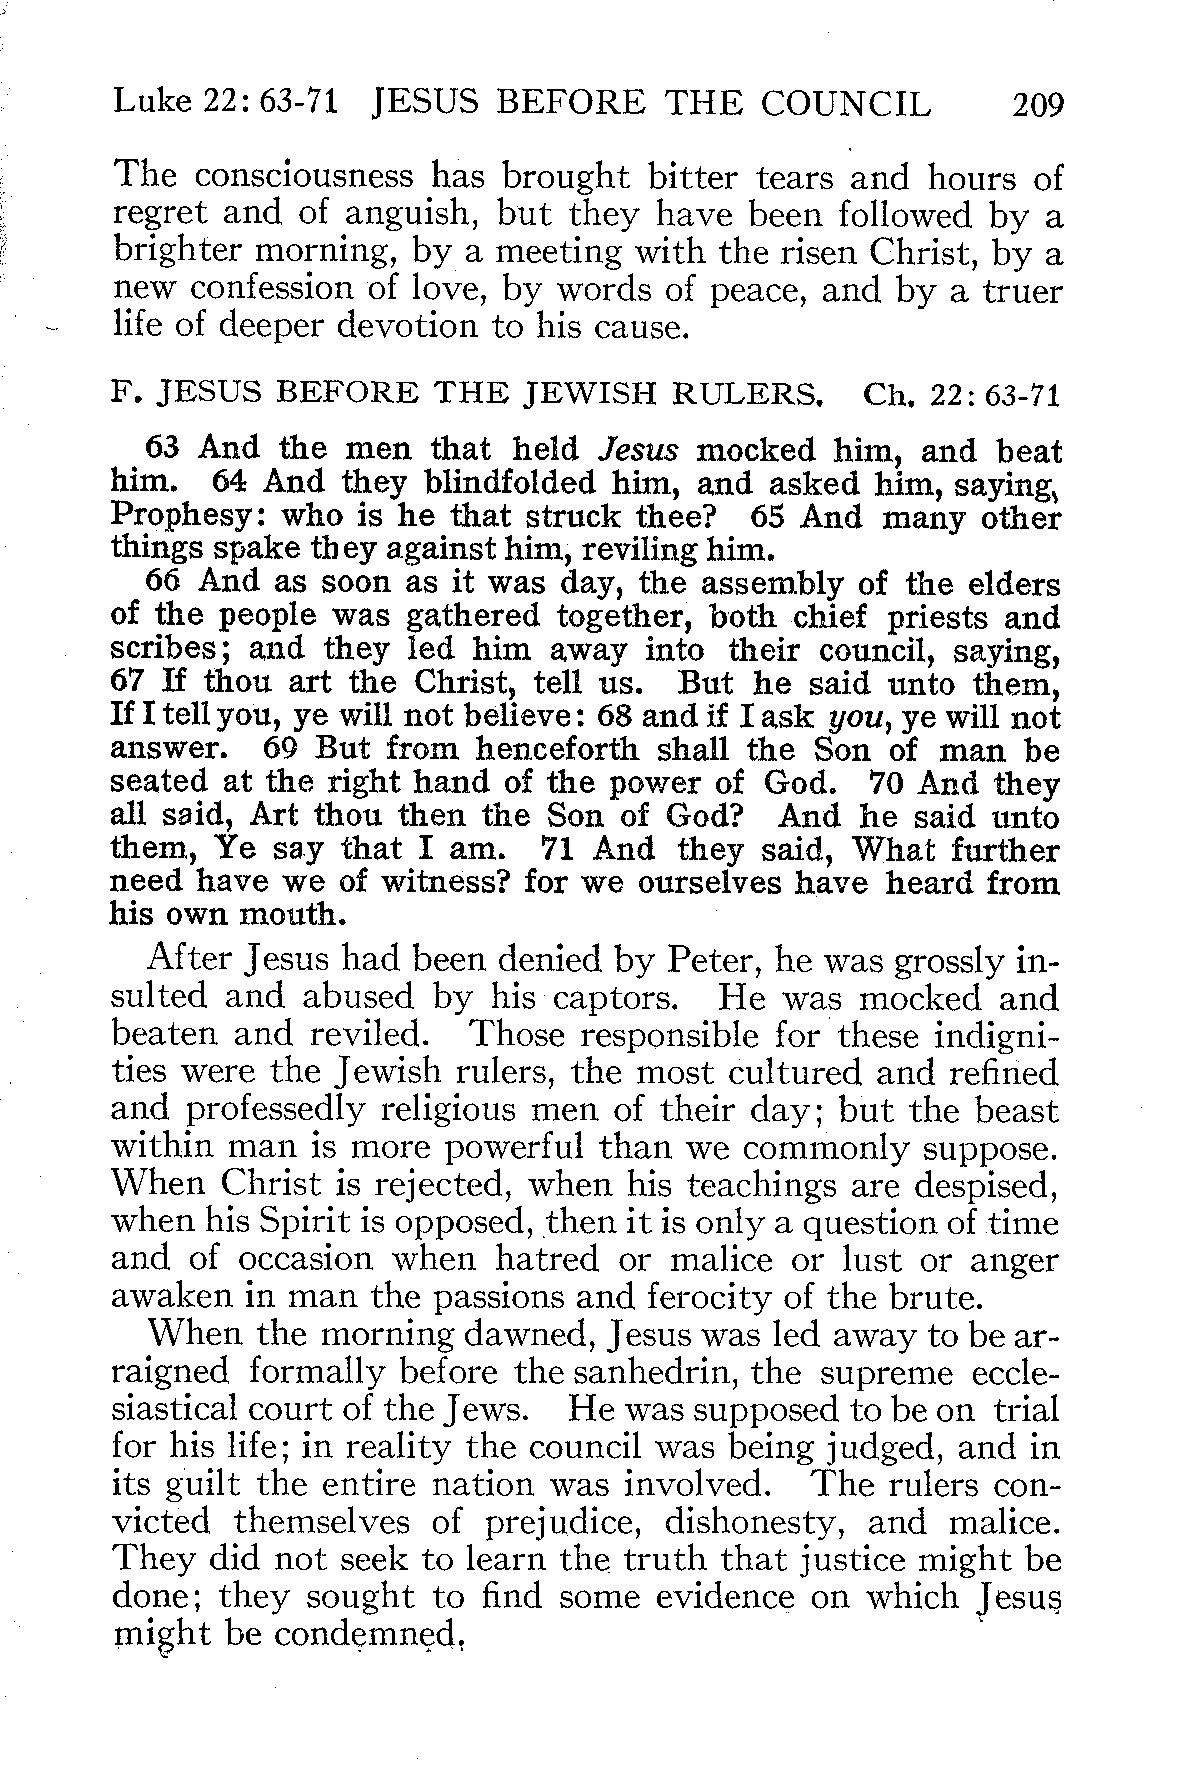 Luke 22: 63-71 JESUS BEFORE THE COUNCIL 209
The consciousness has brought bitter tears and hours of
regret and of anguish, but they have been followed by a
brighter morning, by a meeting with the risen Christ, by a
new confession of love, by words of peace, and by a truer
life of deeper devotion to his cause.
F. JESUS BEFORE THE JEWISH RULERS. Ch. 22: 63-71
63 And the men that held Jesus mocked him, and beat
him. 64 And they blindfolded him, and asked him, saying,
Prophesy: who is he that struck thee? 65 And many other
things spake they against him, reviling him.
66 And as soon as it was day, the assembly of the elders
of the people was gathered together, both chief priests and
scribes; and they led him away into their council, saying,
67 If thou art the Christ, tell us. But he said unto them,
If I tell you, ye will not believe: 68 and if I ask you, ye will not
answer. 69 But from henceforth shall the Son of man be
seated at the right hand of the power of God. 70 And they
all said, Art thou then the Son of God? And he said unto
them, Ye say that I am. 71 And they said, What further
need have we of witness? for we ourselves have heard from
his own mouth.
After Jesus had been denied by Peter, he was grossly in-
sulted and abused by his captors. He was mocked and
beaten and reviled. Those responsible for these indigni-
ties were the Jewish rulers, the most cultured and refined
and professedly religious men of their day; but the beast
within man is more powerful than we commonly suppose.
When Christ is rejected, when his teachings are despised,
when his Spirit is opposed, then it is only a question of time
and of occasion when hatred or malice or lust or anger
awaken in man the passions and ferocity of the brute.
When the morning dawned, Jesus was led away to be ar-
raigned formally before the sanhedrin, the supreme eccle-
siastical court of the Jews. He was supposed to be on trial
for his life; in reality the council was being judged, and in
its guilt the entire nation was involved. The rulers con-
victed themselves of prejudice, dishonesty, and malice.
They did not seek to learn the truth that justice might be
done; they sought to find some evidence on which Jesus
might be condemned.